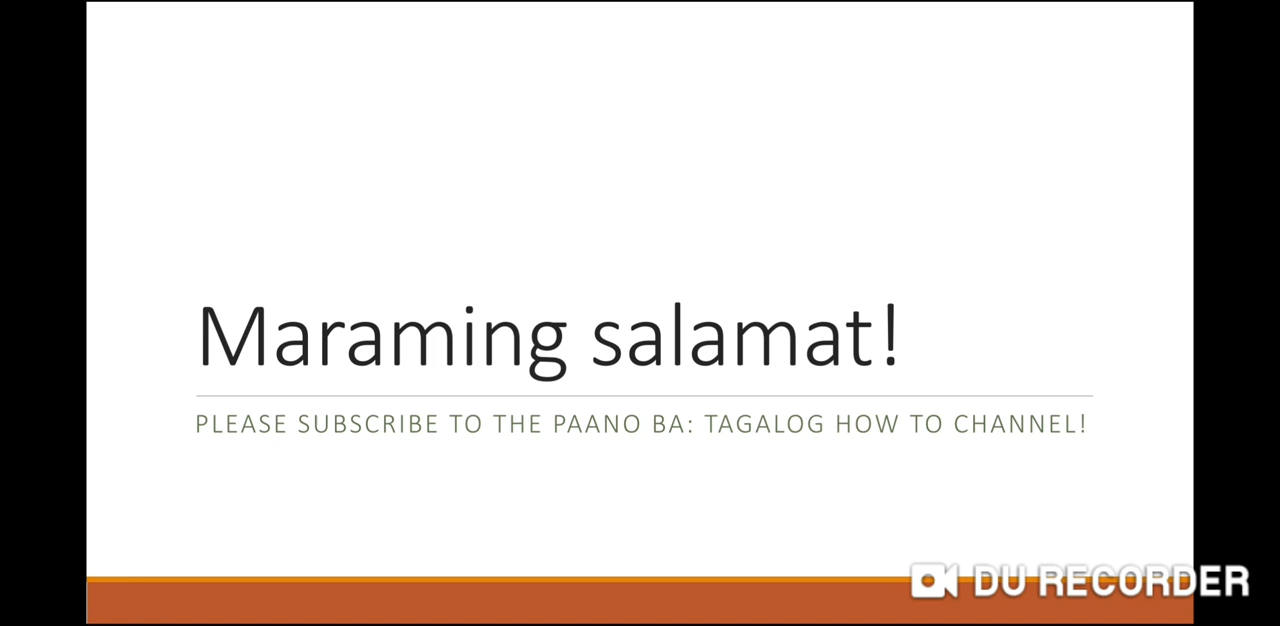 Maraming salamat!
PLEASE SUBSCRIBE TO THE PAANO BA: TAGALOG HOW TO CHANNEL!
DU RECORDER